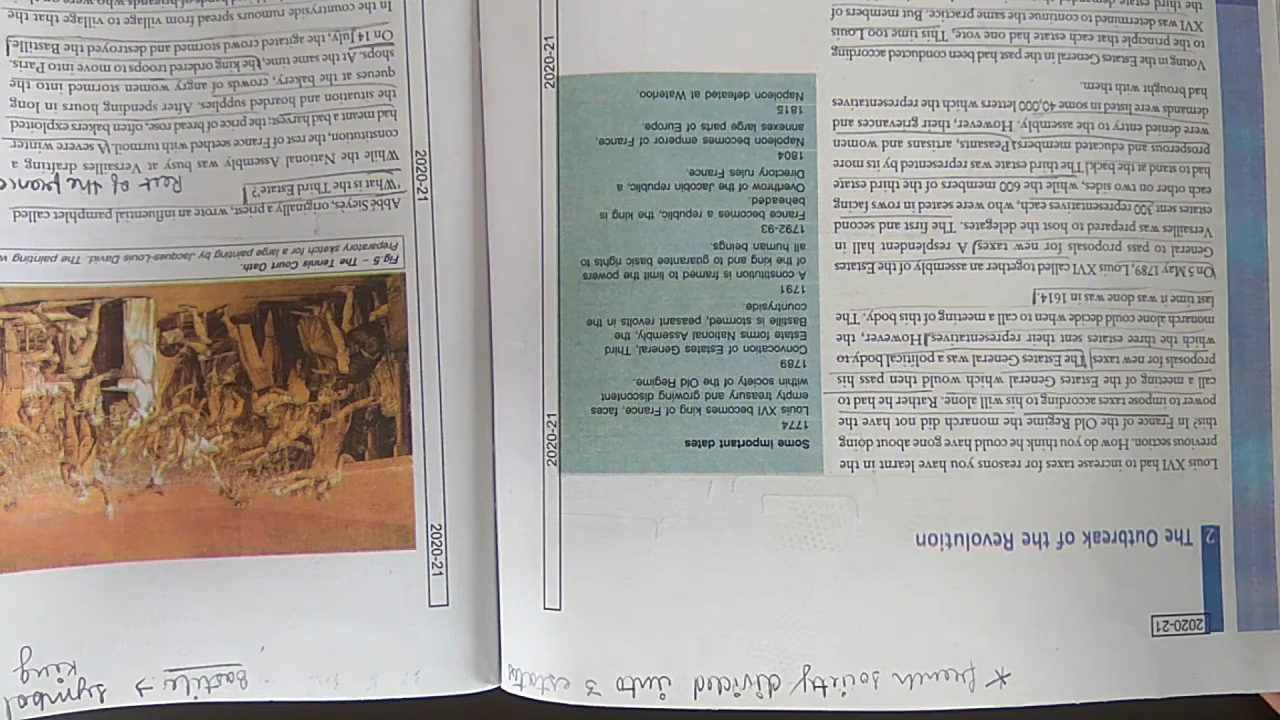 * french society divided into 3 estates
2020-21
2 The Outbreak of the Revolution
Louis XVI had to increase taxes for reasons you have learnt in the
previous section. How do you think he could have gone about doing
this? In France of the Old Regime the monarch did not have the
power to impose taxes according to his will alone. Rather he had to
call a meeting of the Estates General which would then pass his
proposals for new taxes. The Estates General was a political body to
which the three estates sent their representatives. However, the
monarch alone could decide when to call a meeting of this body. The
last time it was done was in 1614.
On 5 May 1789, Louis XVI called together an assembly of the Estates
General to pass proposals for new taxes. A resplendent hall in
Versailles was prepared to host the delegates. The first and second
estates sent 300 representatives each, who were seated in rows facing
each other on two sides, while the 600 members of the third estate
had to stand at the back. The third estate was represented by its more
prosperous and educated members. Peasants, artisans and women
were denied entry to the assembly. However, their grievances and
demands were listed in some 40,000 letters which the representatives
had brought with them.
Voting in the Estates General in the past had been conducted according
to the principle that each estate had one vote. This time too Louis
XVI was determined to continue the same practice. But members of
the third estate
Some important dates
1774
Louis XVI becomes king of France, faces
empty treasury and growing discontent
within society of the Old Regime.
1789
Convocation of Estates General, Third
Estate forms National Assembly, the
Bastille is stormed, peasant revolts in the
countryside.
1791
A constitution is framed to limit the powers
of the king and to guarantee basic rights to
all human beings.
1792-93
France becomes a republic, the king is
beheaded.
Overthrow of the Jacobin republic, a
Directory rules France.
1804
Napoleon becomes emperor of France,
annexes large parts of Europe.
1815
Napoleon defeated at Waterloo.
2020-21
2020-21
Bastille → symbol
king
2020-21
2020-21
Fig.5 – The Tennis Court Oath.
Preparatory sketch for a large painting by Jacques-Louis David. The painting w
Abbé Sieyès, originally a priest, wrote an influential pamphlet called
'What is the Third Estate'?
Rest of the
While the National Assembly was busy at Versailles drafting a
constitution, the rest of France seethed with turmoil. A severe winter
had meant a bad harvest; the price of bread rose, often bakers exploited
the situation and hoarded supplies. After spending hours in long
queues at the bakery, crowds of angry women stormed into the
shops. At the same time, the king ordered troops to move into Paris.
On 14 July, the agitated crowd stormed and destroyed the Bastille.
In the countryside rumours spread from village to village that the